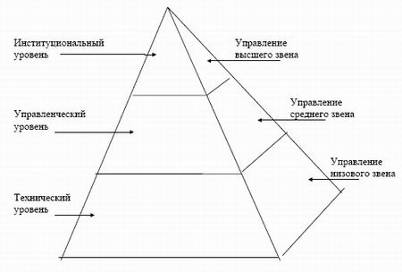 Институциональный
уровень
Управление
высшего звена
Управленческий
уровень
Управление
среднего звена
Технический
уровень
Управление
низового звена